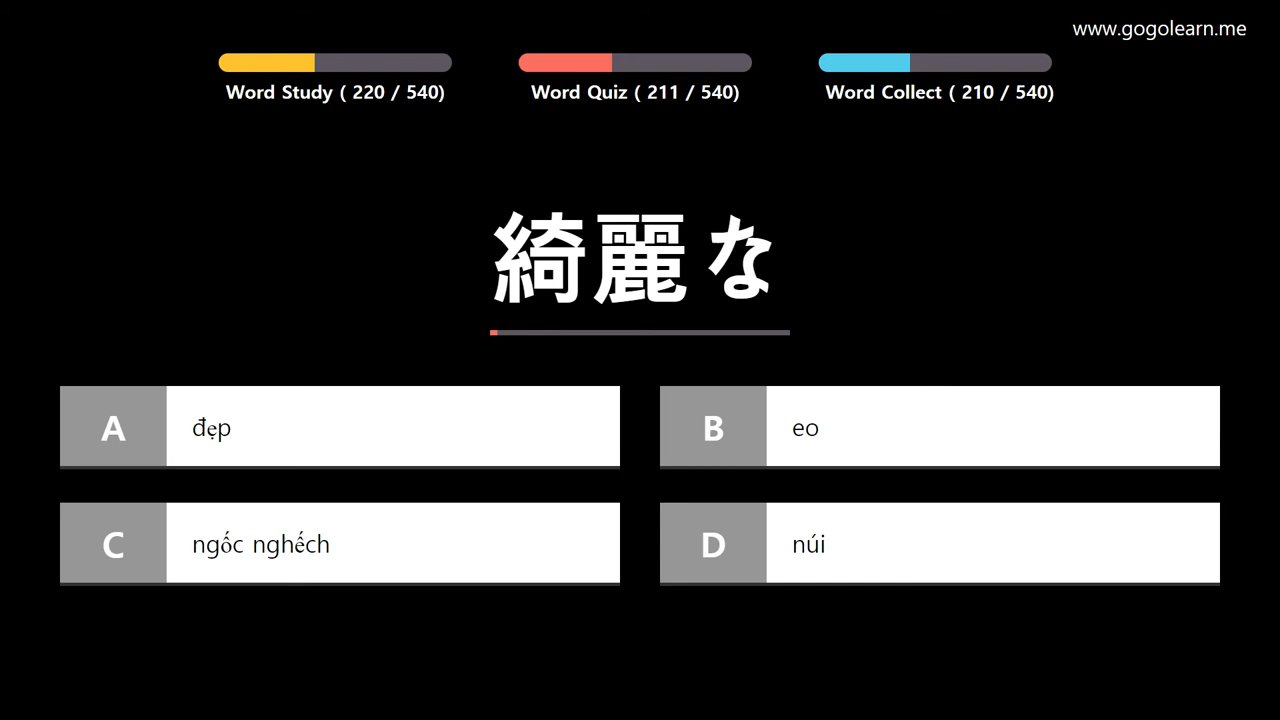 www.gogolearn.me
Word Study ( 220 / 540)
Word Quiz ( 211 / 540)
Word Collect ( 210 / 540)
綺麗な
A đẹp
B eo
C ngốc nghếch
D núi